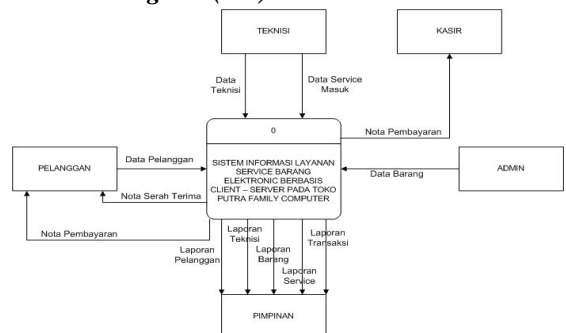 TEKNISI
KASIR
Data
Teknisi
Data Service
Masuk
0
SISTEM INFORMASI LAYANAN
SERVICE BARANG
ELEKTRONIC BERBASIS
CLIENT – SERVER PADA TOKO
PUTRA FAMILY COMPUTER
Nota Pembayaran
PELANGGAN
Data Pelanggan
Nota Serah Terima
Nota Pembayaran
Data Barang
ADMIN
Laporan
Pelanggan
Laporan
Teknisi
Laporan
Barang
Laporan
Service
Laporan
Transaksi
PIMPINAN